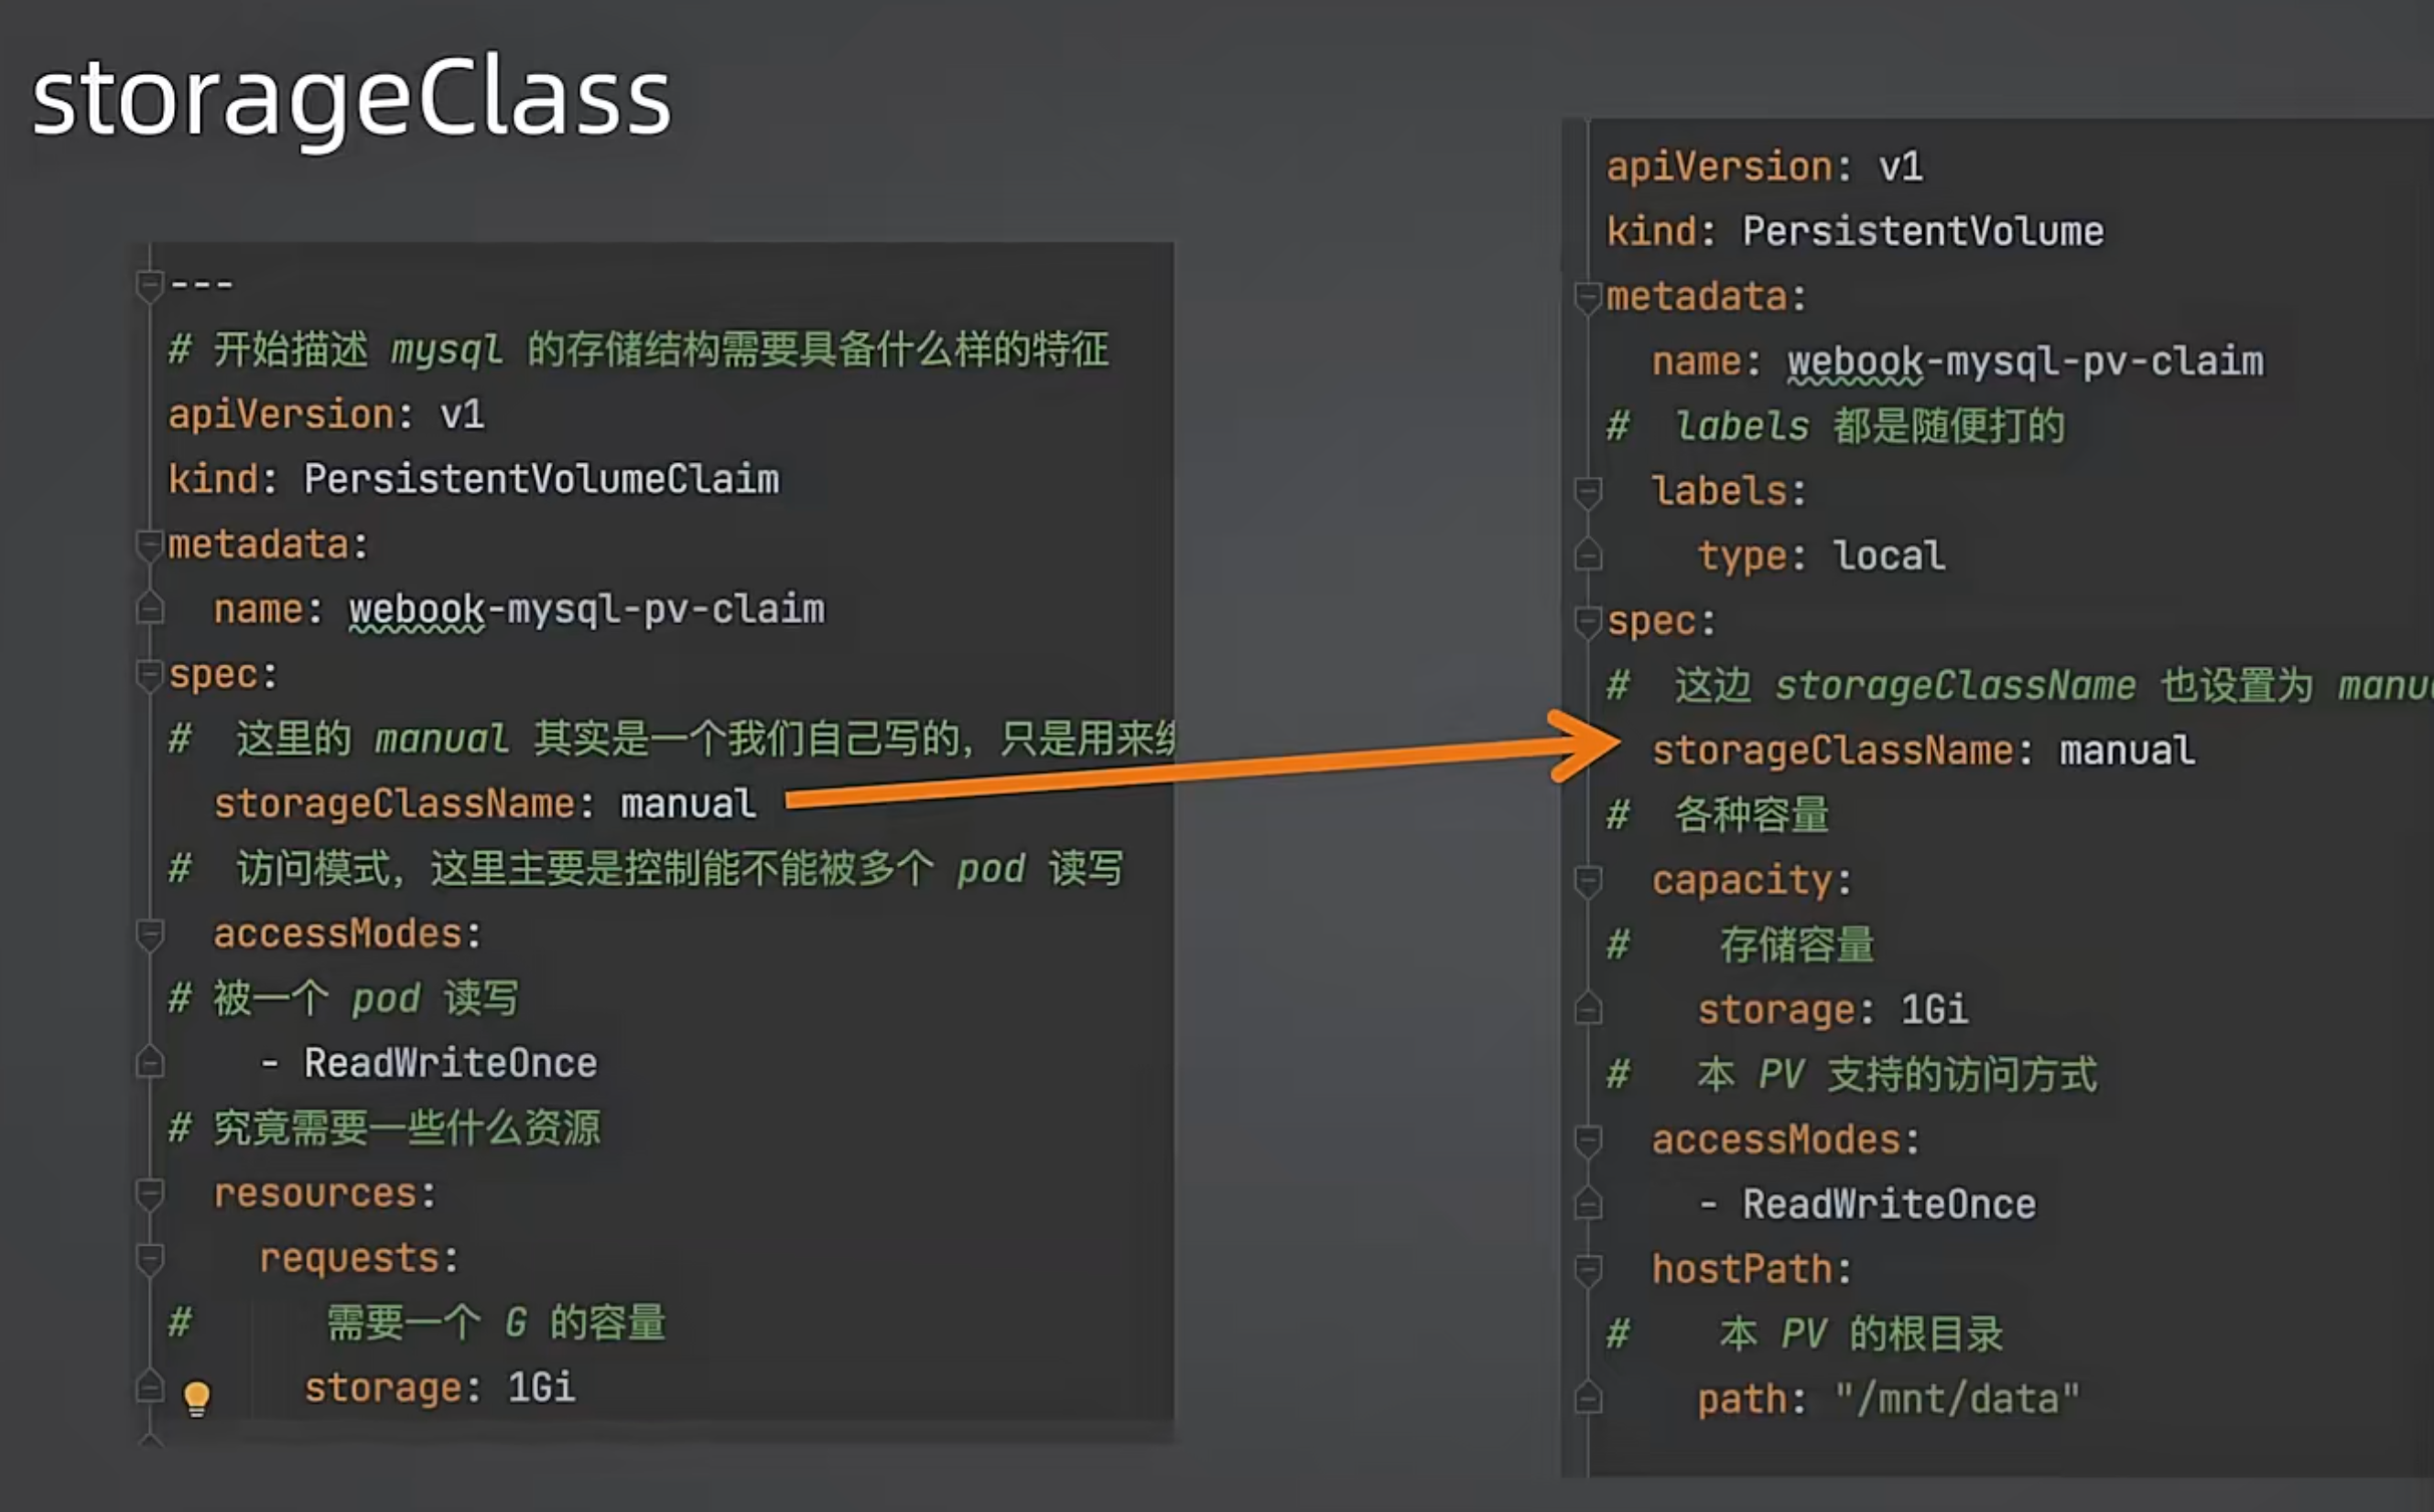 storageClass
---
# 开始描述 mysql 的存储结构需要具备什么样的特征
apiVersion: v1
kind: PersistentVolumeClaim
metadata:
  name: webook-mysql-pv-claim
spec:
#  这里的 manual 其实是一个我们自己写的，只是用来
  storageClassName: manual
#  访问模式，这里主要是控制能不能被多个 pod 读写
  accessModes:
# 被一个 pod 读写
    - ReadWriteOnce
# 究竟需要一些什么资源
  resources:
    requests:
#      需要一个 G 的容量
      storage: 1Gi
apiVersion: v1
kind: PersistentVolume
metadata:
  name: webook-mysql-pv-claim
#  labels 都是随便打的
  labels:
    type: local
spec:
#  这边 storageClassName 也设置为
  storageClassName: manual
#  各种容量
  capacity:
#    存储容量
    storage: 1Gi
#   本 PV 支持的访问方式
  accessModes:
    - ReadWriteOnce
  hostPath:
#    本 PV 的根目录
    path: "/mnt/data"